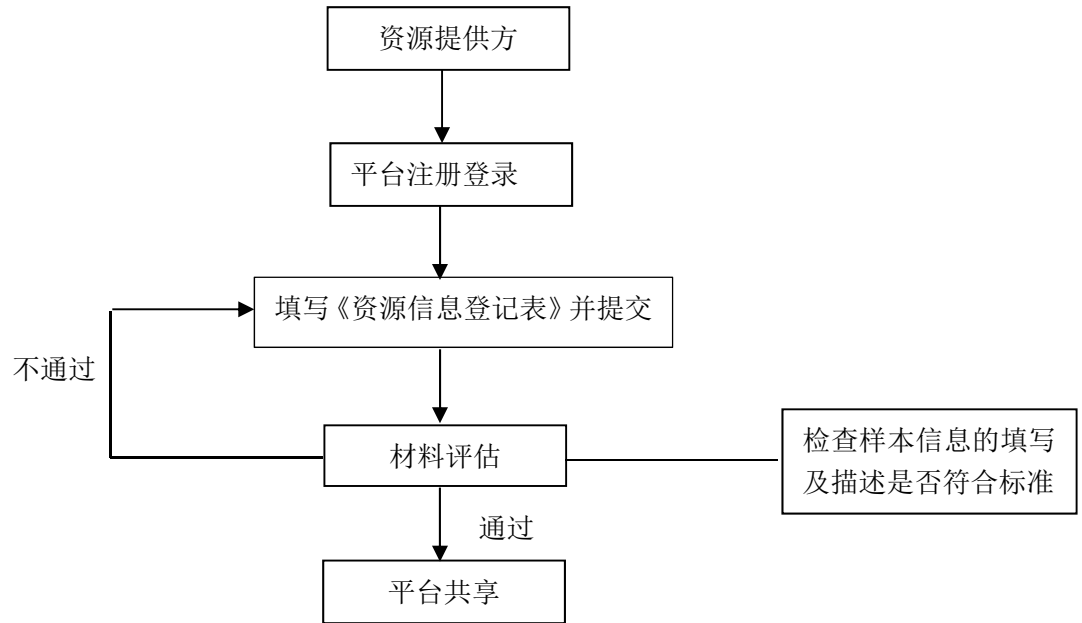 资源提供方
平台注册登录
填写《资源信息登记表》并提交
不通过
材料评估
检查样本信息的填写
及描述是否符合标准
通过
平台共享